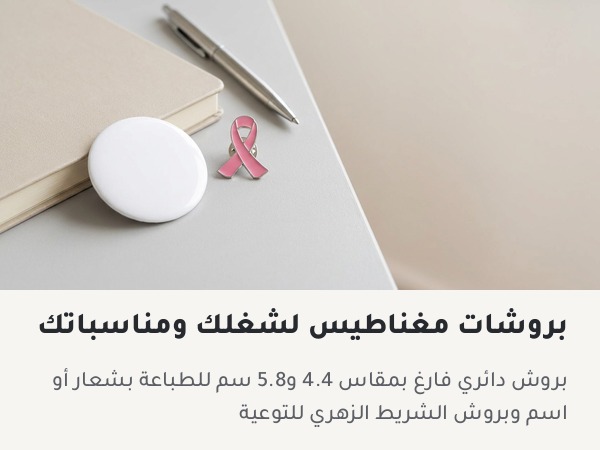 بروشات مغناطيس لشغلك ومناسباتك
بروش دائري فارغ بمقاس 4.4 و5.8 سم للطباعة بشعار أو
اسم وبروش الشريط الزهري للتوعية